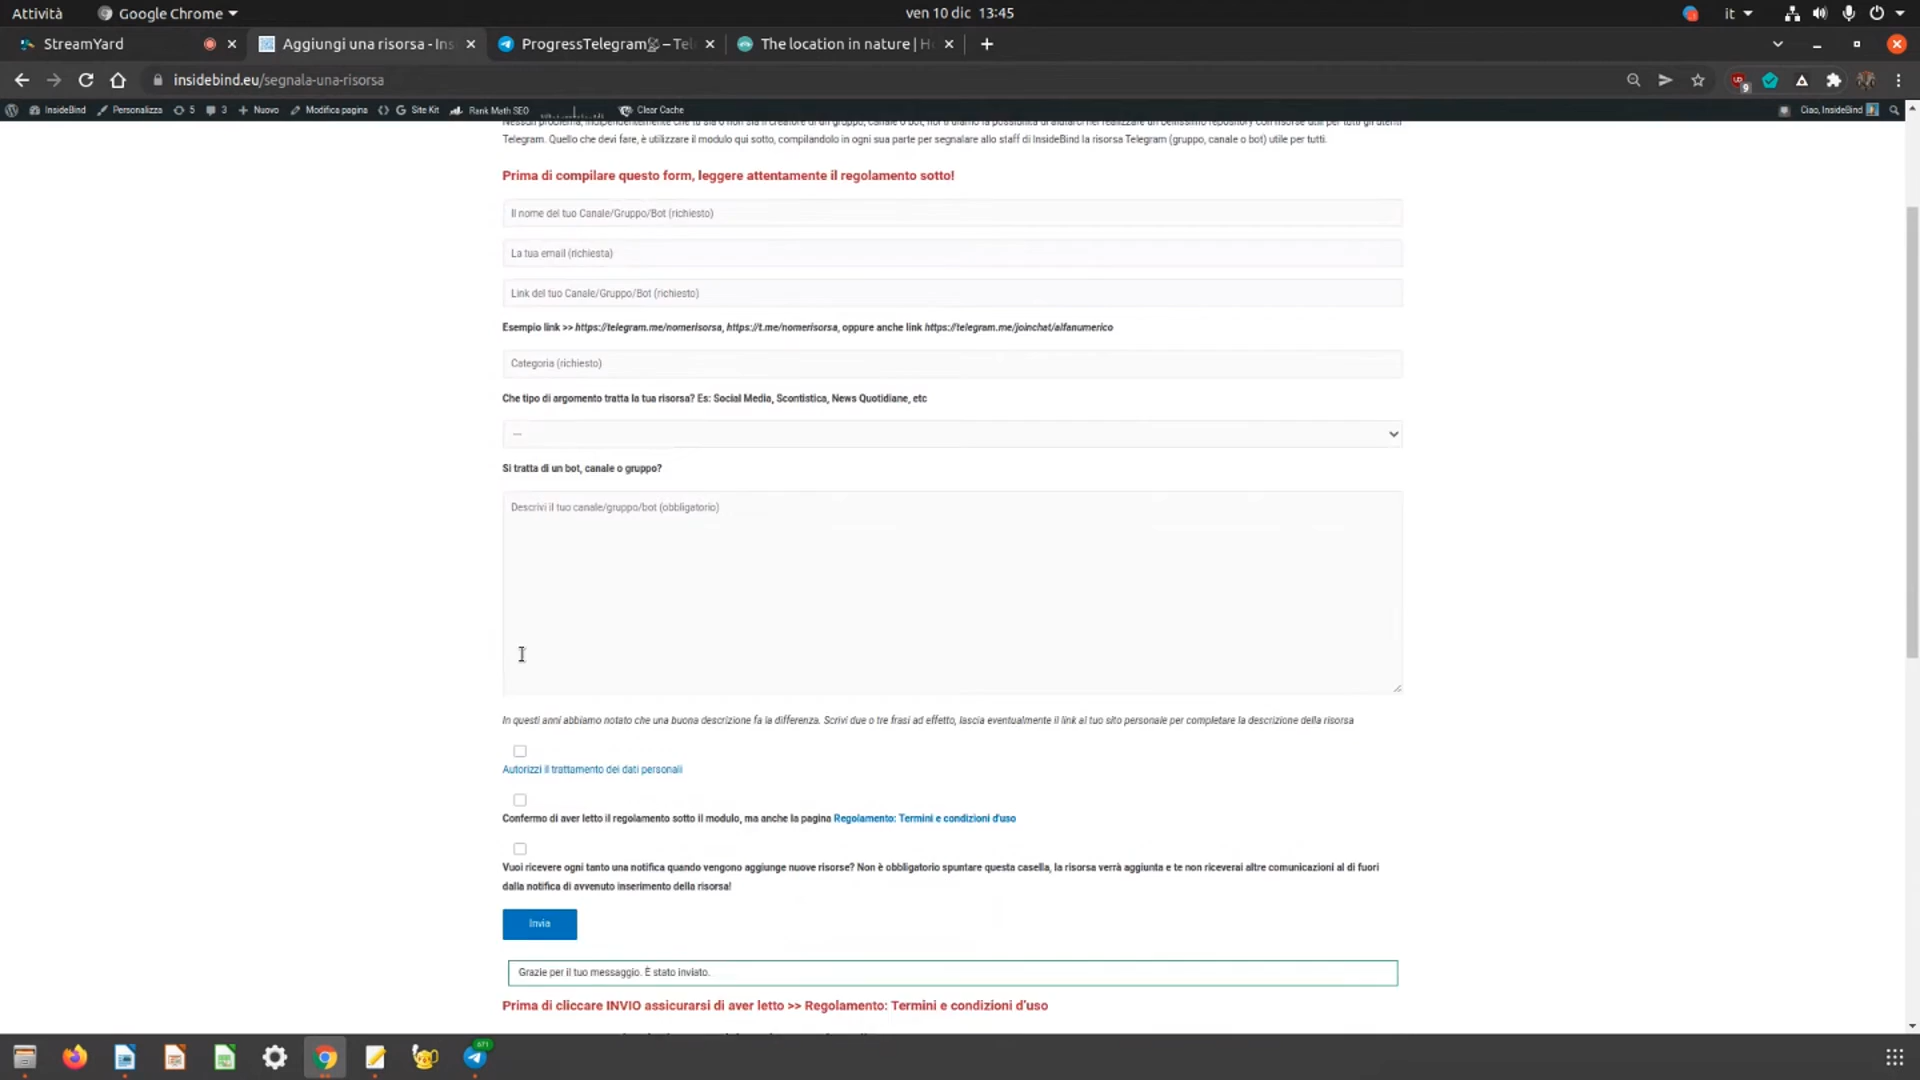 Attività
Google Chrome
ven 10 dic 13:45
it
StreamYard
Aggiungi una risorsa - Ins
ProgressTelegram – Tel
The location in nature | H
insidebind.eu/segnala-una-risorsa
9
InsideBind
Personalizza
5
3
Nuovo
Modifica pagina
Site Kit
Rank Math SEO
Clear Cache
Ciao, InsideBind
Telegram. Quello che devi fare, è utilizzare il modulo qui sotto, compilandolo in ogni sua parte per segnalare allo staff di InsideBind la risorsa Telegram (gruppo, canale o bot) utile per tutti.
Prima di compilare questo form, leggere attentamente il regolamento sotto!
Il nome del tuo Canale/Gruppo/Bot (richiesto)
La tua email (richiesta)
Link del tuo Canale/Gruppo/Bot (richiesto)
Esempio link >> https://telegram.me/nomerisorsa, https://t.me/nomerisorsa, oppure anche link https://telegram.me/joinchat/alfanumerico
Categoria (richiesto)
Che tipo di argomento tratta la tua risorsa? Es: Social Media, Scontistica, News Quotidiane, etc
---
Si tratta di un bot, canale o gruppo?
Descrivi il tuo canale/gruppo/bot (obbligatorio)
In questi anni abbiamo notato che una buona descrizione fa la differenza. Scrivi due o tre frasi ad effetto, lascia eventualmente il link al tuo sito personale per completare la descrizione della risorsa
Autorizzi il trattamento dei dati personali
Confermo di aver letto il regolamento sotto il modulo, ma anche la pagina Regolamento: Termini e condizioni d'uso
Vuoi ricevere ogni tanto una notifica quando vengono aggiunge nuove risorse? Non è obbligatorio spuntare questa casella, la risorsa verrà aggiunta e te non riceverai altre comunicazioni al di fuori
dalla notifica di avvenuto inserimento della risorsa!
Invia
Grazie per il tuo messaggio. È stato inviato.
Prima di cliccare INVIO assicurarsi di aver letto >> Regolamento: Termini e condizioni d'uso
671